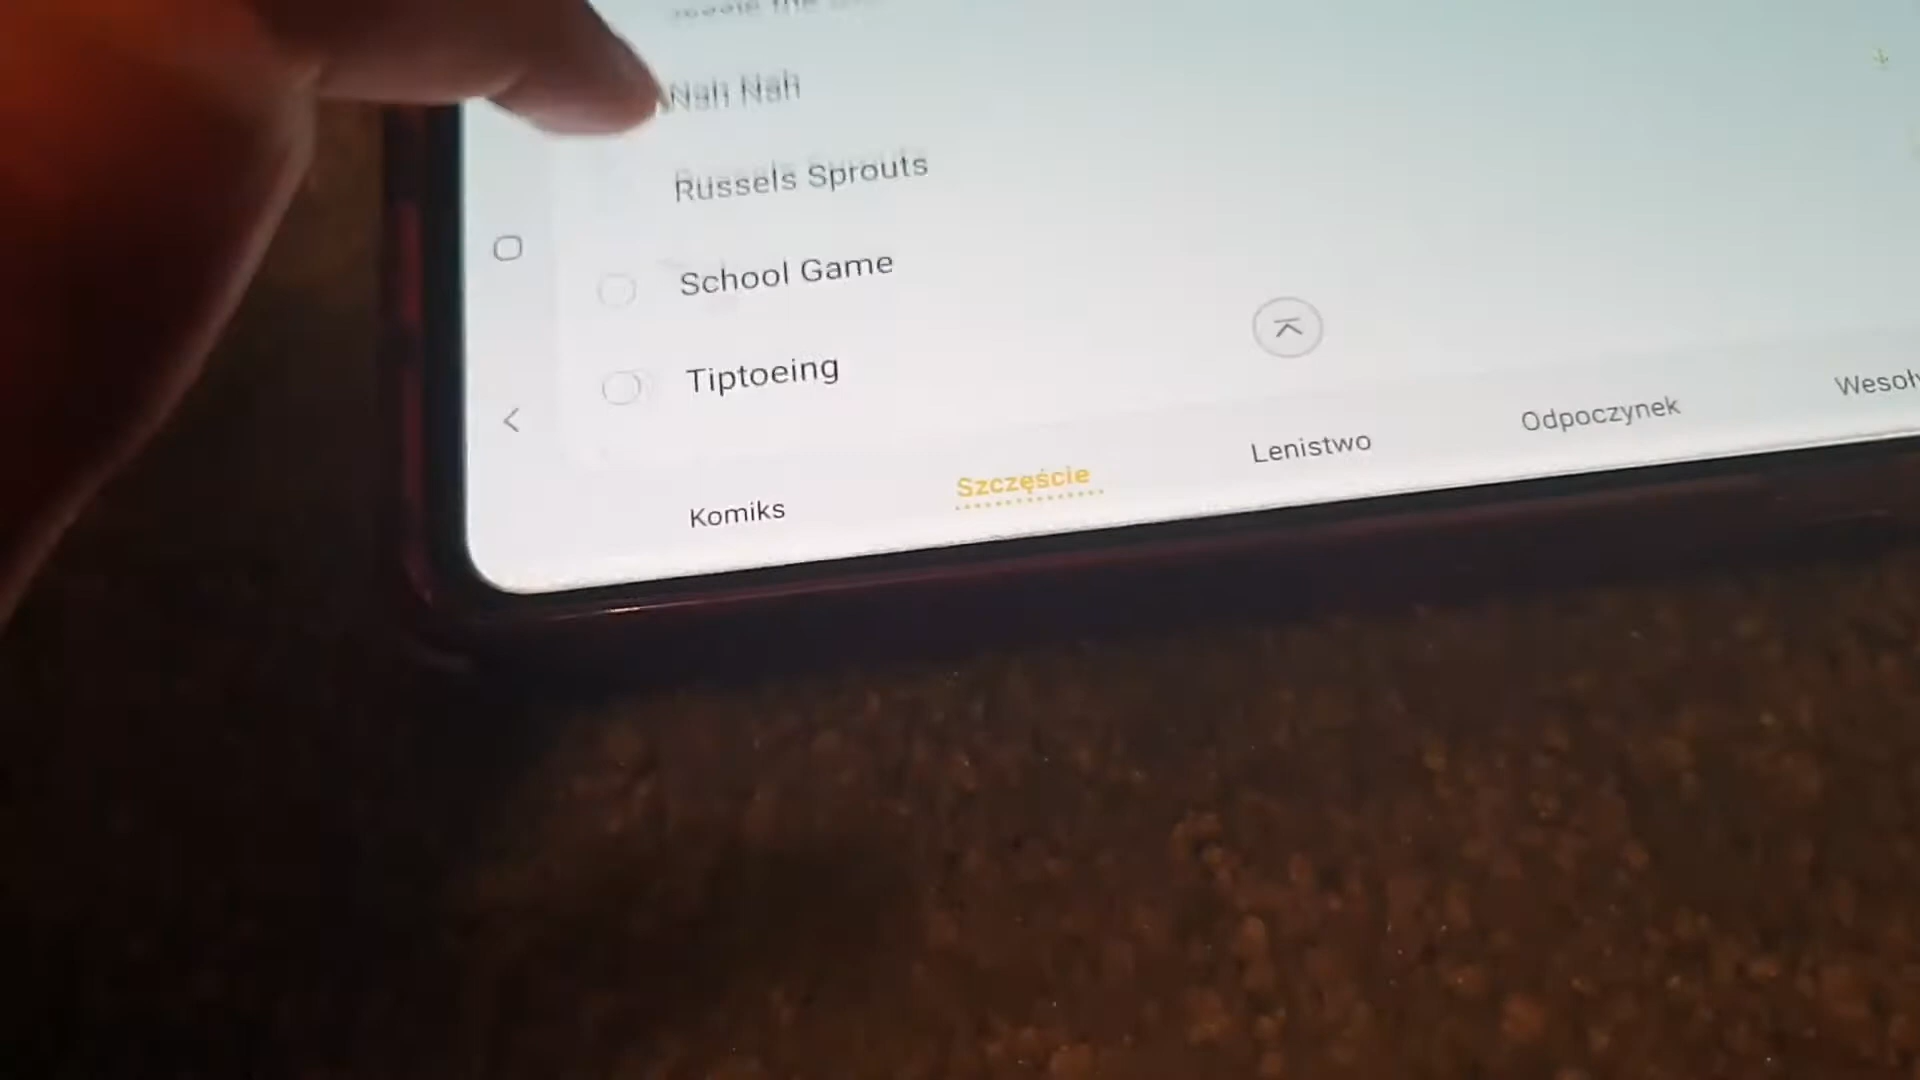 Nah Nah
Russels Sprouts
School Game
Tiptoeing
Komiks
Szczęście
Lenistwo
Odpoczynek